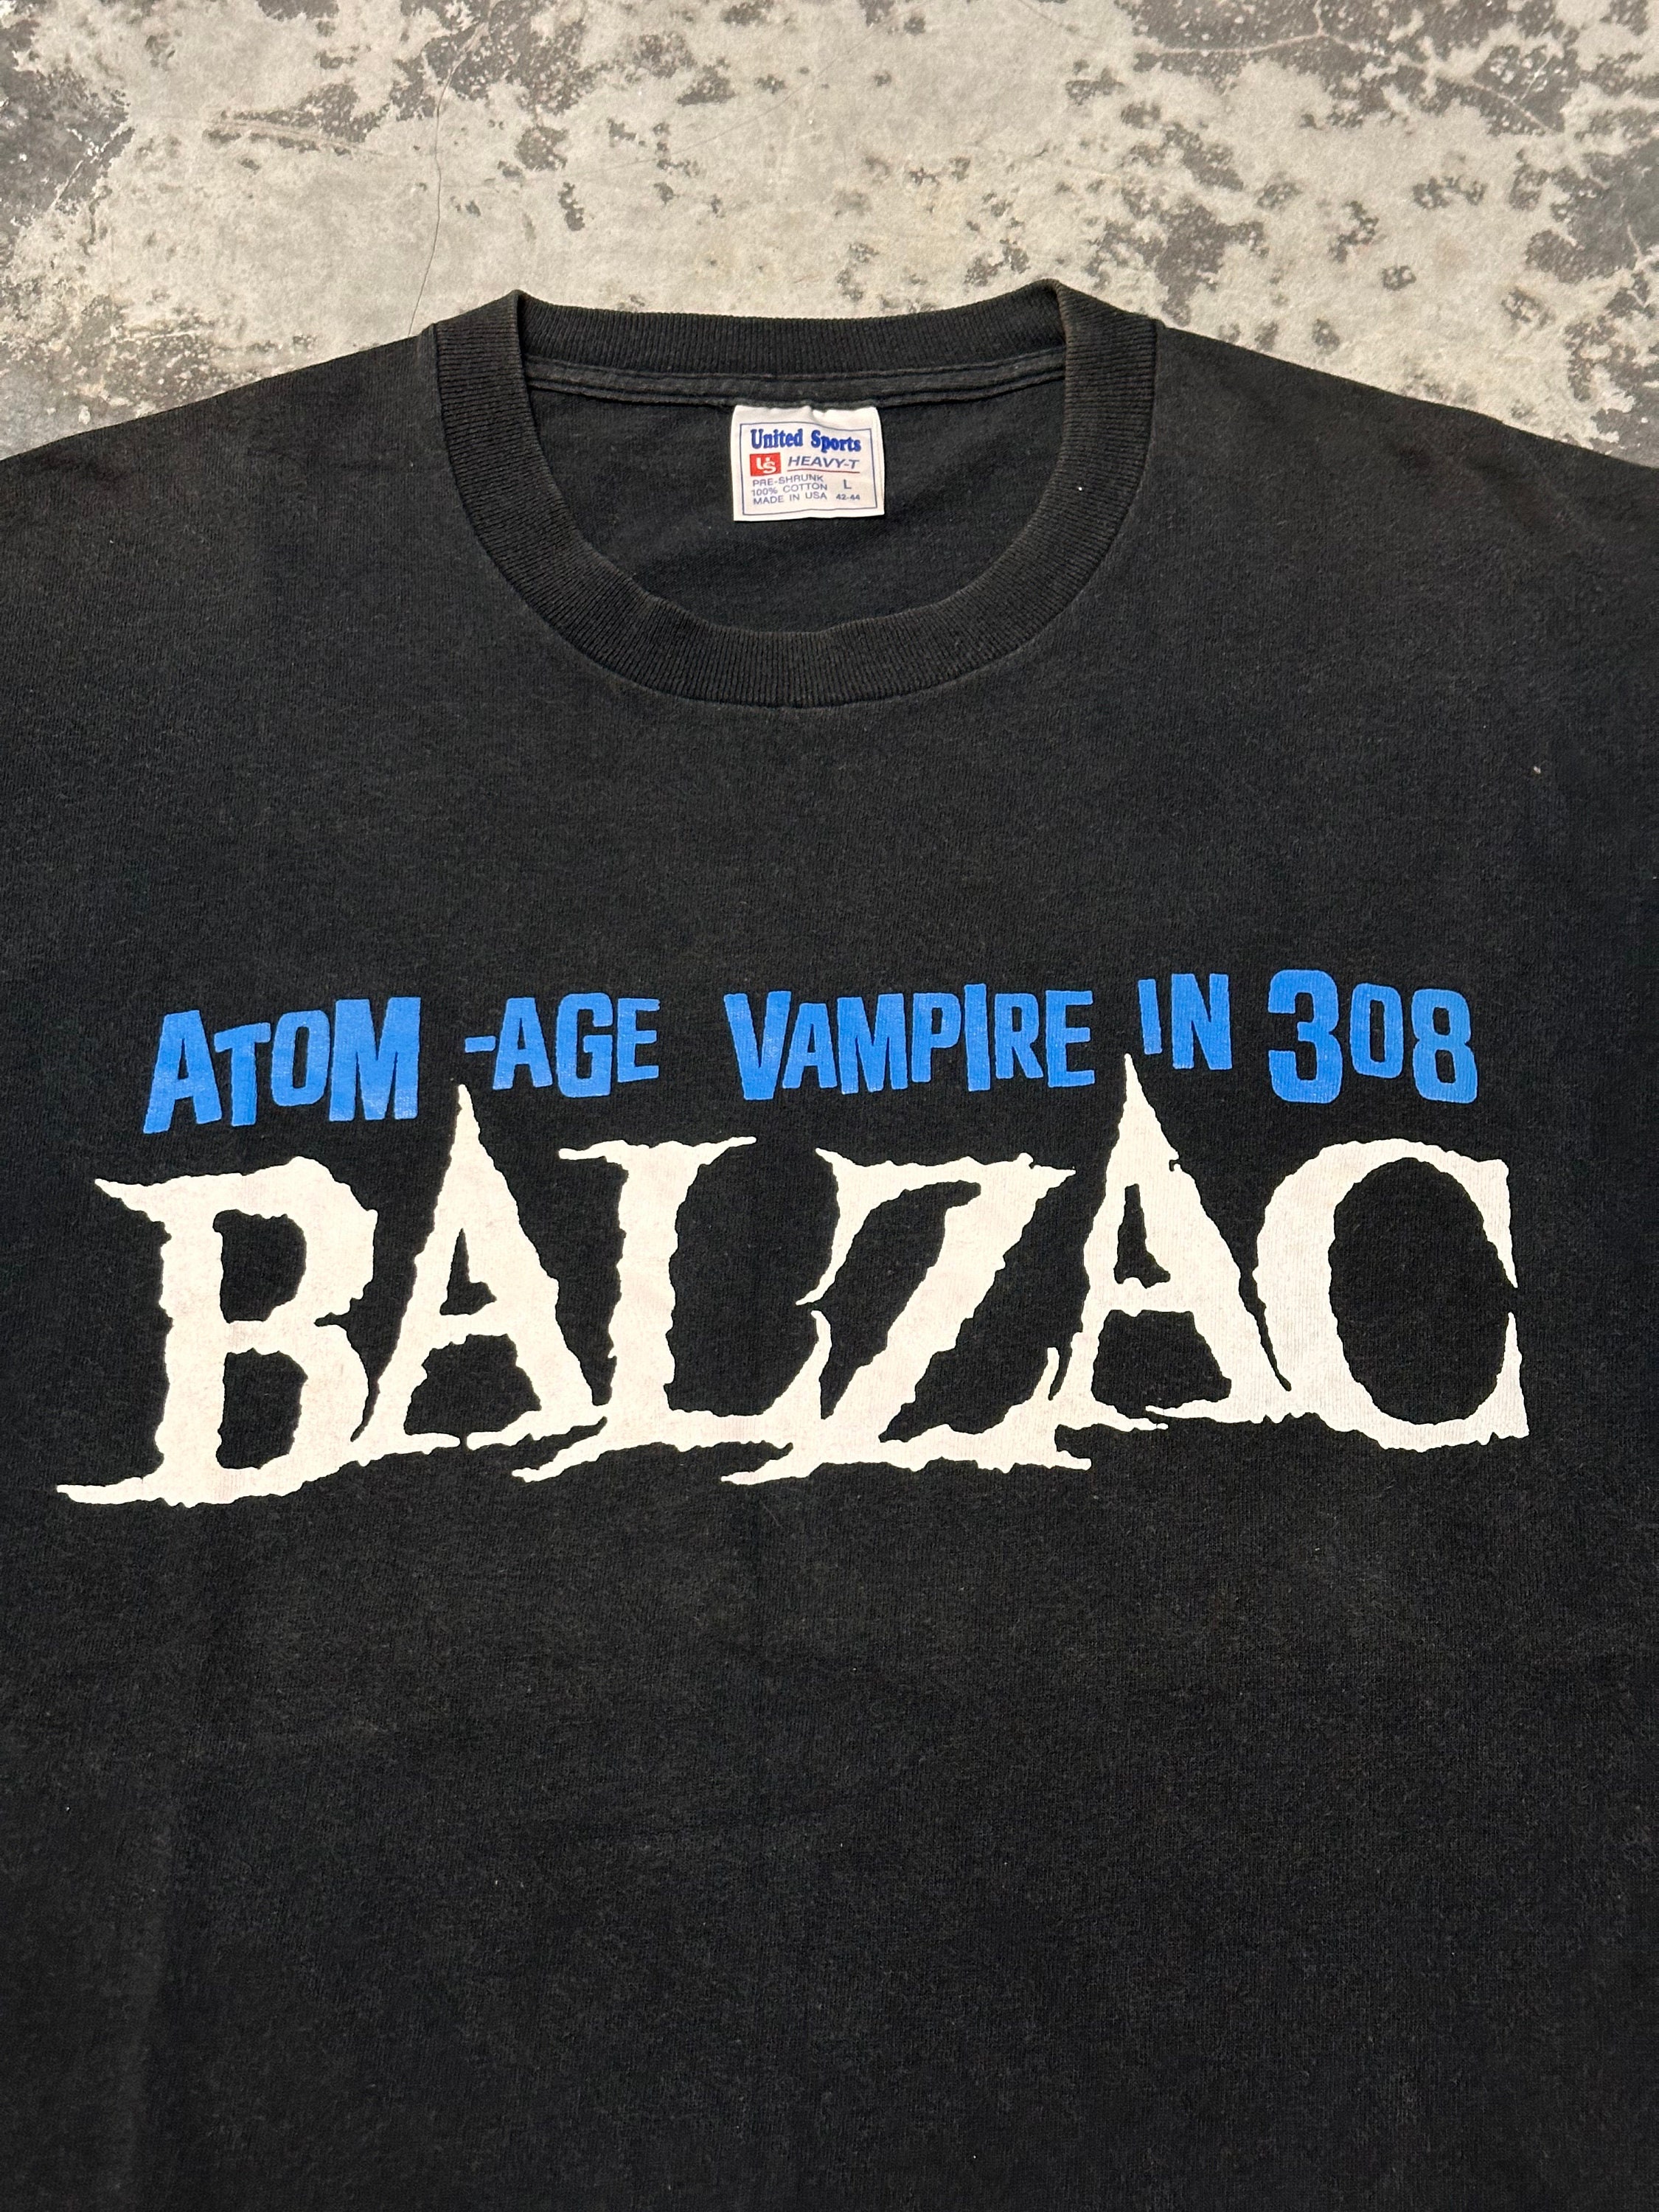 United Sports
US HEAVY-T
PRE-SHRUNK
100% COTTON L
MADE IN USA 42-44
ATOM -AGE VAMPIRE IN 308
BALZAC